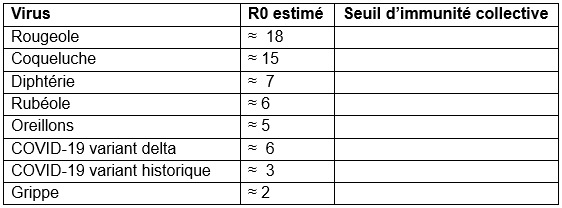 Virus R0 estimé Seuil d’immunité collective
Rougeole ≈ 18
Coqueluche ≈ 15
Diphtérie ≈ 7
Rubéole ≈ 6
Oreillons ≈ 5
COVID-19 variant delta ≈ 6
COVID-19 variant historique ≈ 3
Grippe ≈ 2